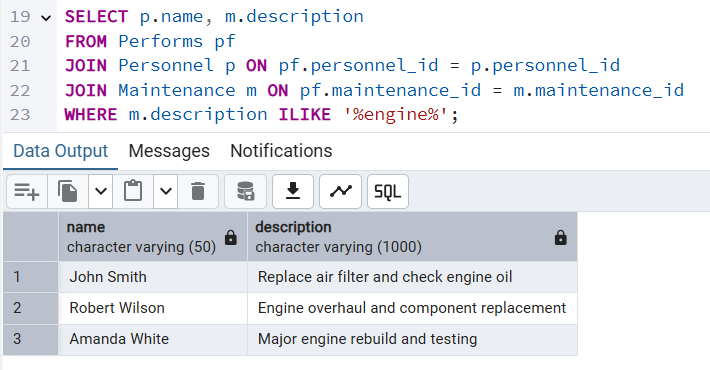 19 SELECT p.name, m.description
20 FROM Performs pf
21 JOIN Personnel p ON pf.personnel_id = p.personnel_id
22 JOIN Maintenance m ON pf.maintenance_id = m.maintenance_id
23 WHERE m.description ILIKE '%engine%';
Data Output Messages Notifications
SQL
name description
character varying (50) character varying (1000)
1 John Smith Replace air filter and check engine oil
2 Robert Wilson Engine overhaul and component replacement
3 Amanda White Major engine rebuild and testing